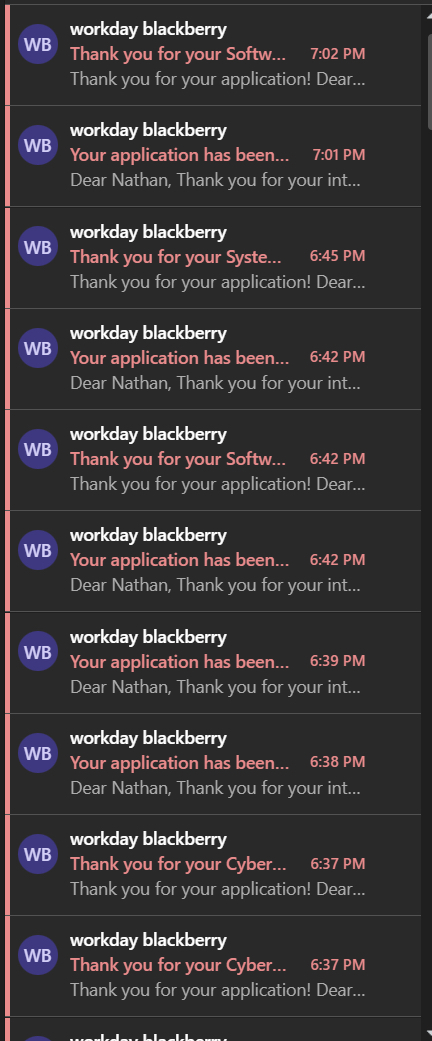 workday blackberry
WB
Thank you for your Softw... 7:02 PM
Thank you for your application! Dear...
workday blackberry
WB
Your application has been... 7:01 PM
Dear Nathan, Thank you for your int...
workday blackberry
WB
Thank you for your Syste... 6:45 PM
Thank you for your application! Dear...
workday blackberry
WB
Your application has been... 6:42 PM
Dear Nathan, Thank you for your int...
workday blackberry
WB
Thank you for your Softw... 6:42 PM
Thank you for your application! Dear...
workday blackberry
WB
Your application has been... 6:42 PM
Dear Nathan, Thank you for your int...
workday blackberry
WB
Your application has been... 6:39 PM
Dear Nathan, Thank you for your int...
workday blackberry
WB
Your application has been... 6:38 PM
Dear Nathan, Thank you for your int...
workday blackberry
WB
Thank you for your Cyber... 6:37 PM
Thank you for your application! Dear...
workday blackberry
WB
Thank you for your Cyber... 6:37 PM
Thank you for your application! Dear...
workday blackberry